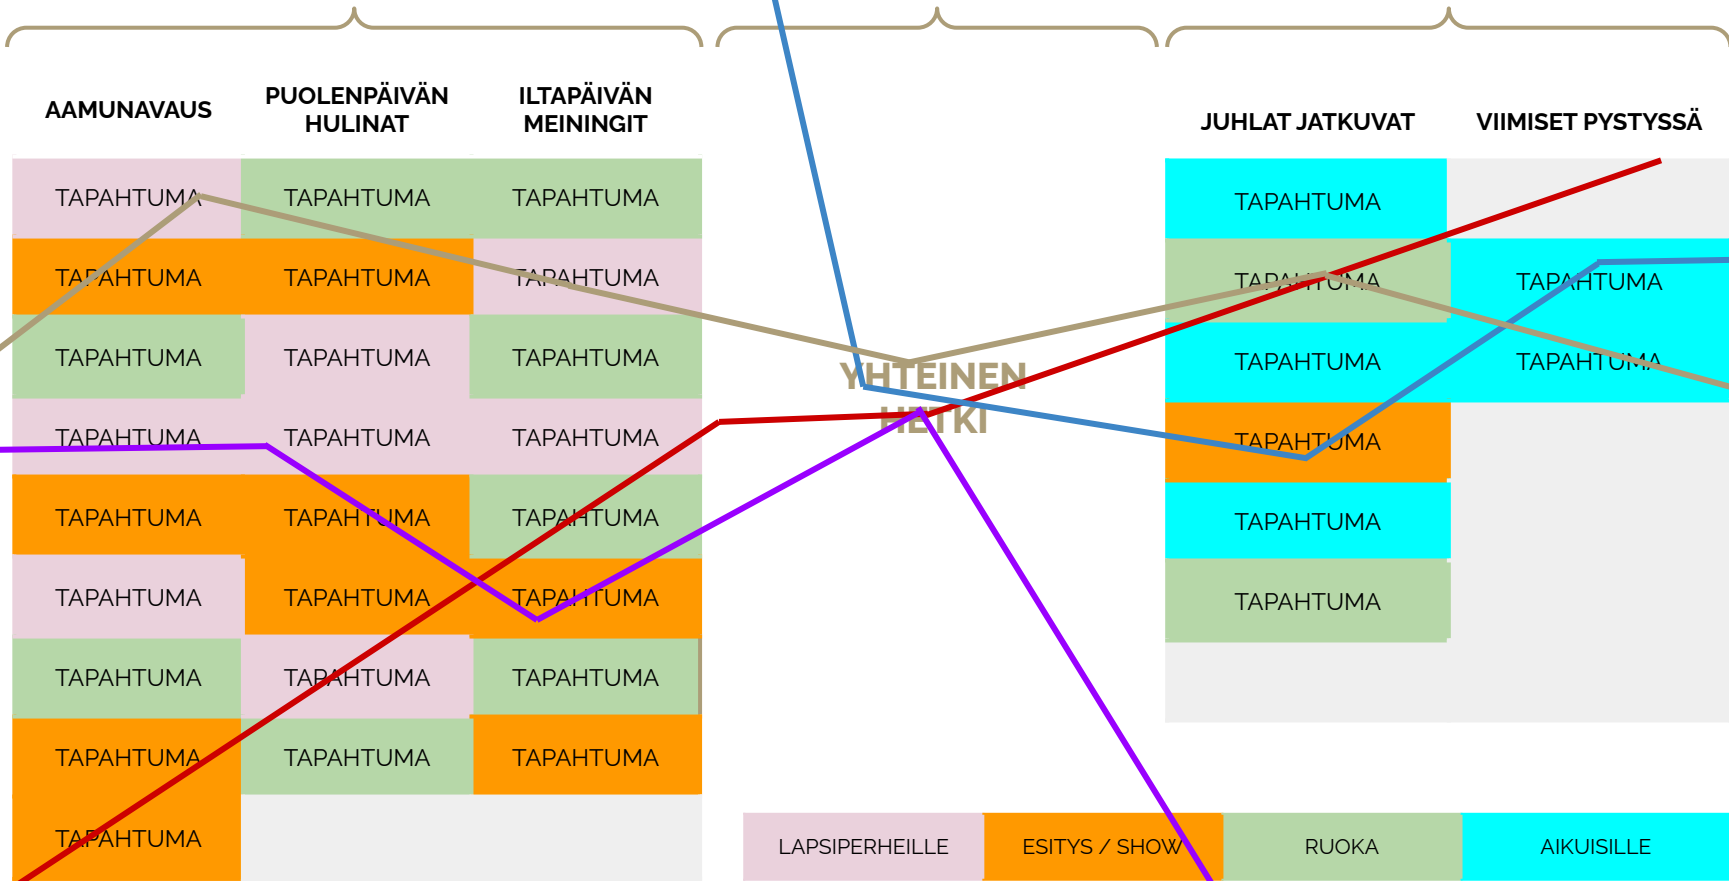 AAMUNAVAUS
PUOLENPÄIVÄN
HULINAT
ILTAPÄIVÄN
MEININGIT
JUHLAT JATKUVAT
VIIMISET PYSTYSSÄ
TAPAHTUMA TAPAHTUMA TAPAHTUMA
TAPAHTUMA TAPAHTUMA TAPAHTUMA
TAPAHTUMA TAPAHTUMA TAPAHTUMA
TAPAHTUMA TAPAHTUMA TAPAHTUMA
TAPAHTUMA TAPAHTUMA TAPAHTUMA
TAPAHTUMA TAPAHTUMA TAPAHTUMA
TAPAHTUMA TAPAHTUMA TAPAHTUMA
TAPAHTUMA TAPAHTUMA TAPAHTUMA
TAPAHTUMA
YHTEINEN
HETKI
TAPAHTUMA
TAPAHTUMA TAPAHTUMA
TAPAHTUMA TAPAHTUMA
TAPAHTUMA
TAPAHTUMA
TAPAHTUMA
LAPSIPERHEILLE ESITYS / SHOW RUOKA AIKUISILLE